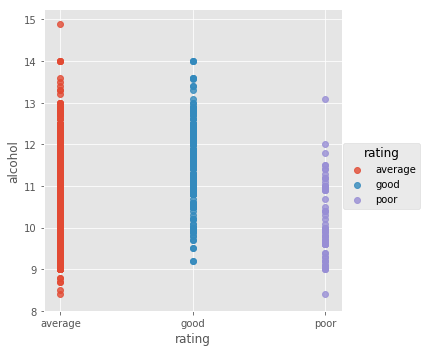 15
14
13
12
11
10
9
8
alcohol
average
good
poor
rating
rating
average
good
poor